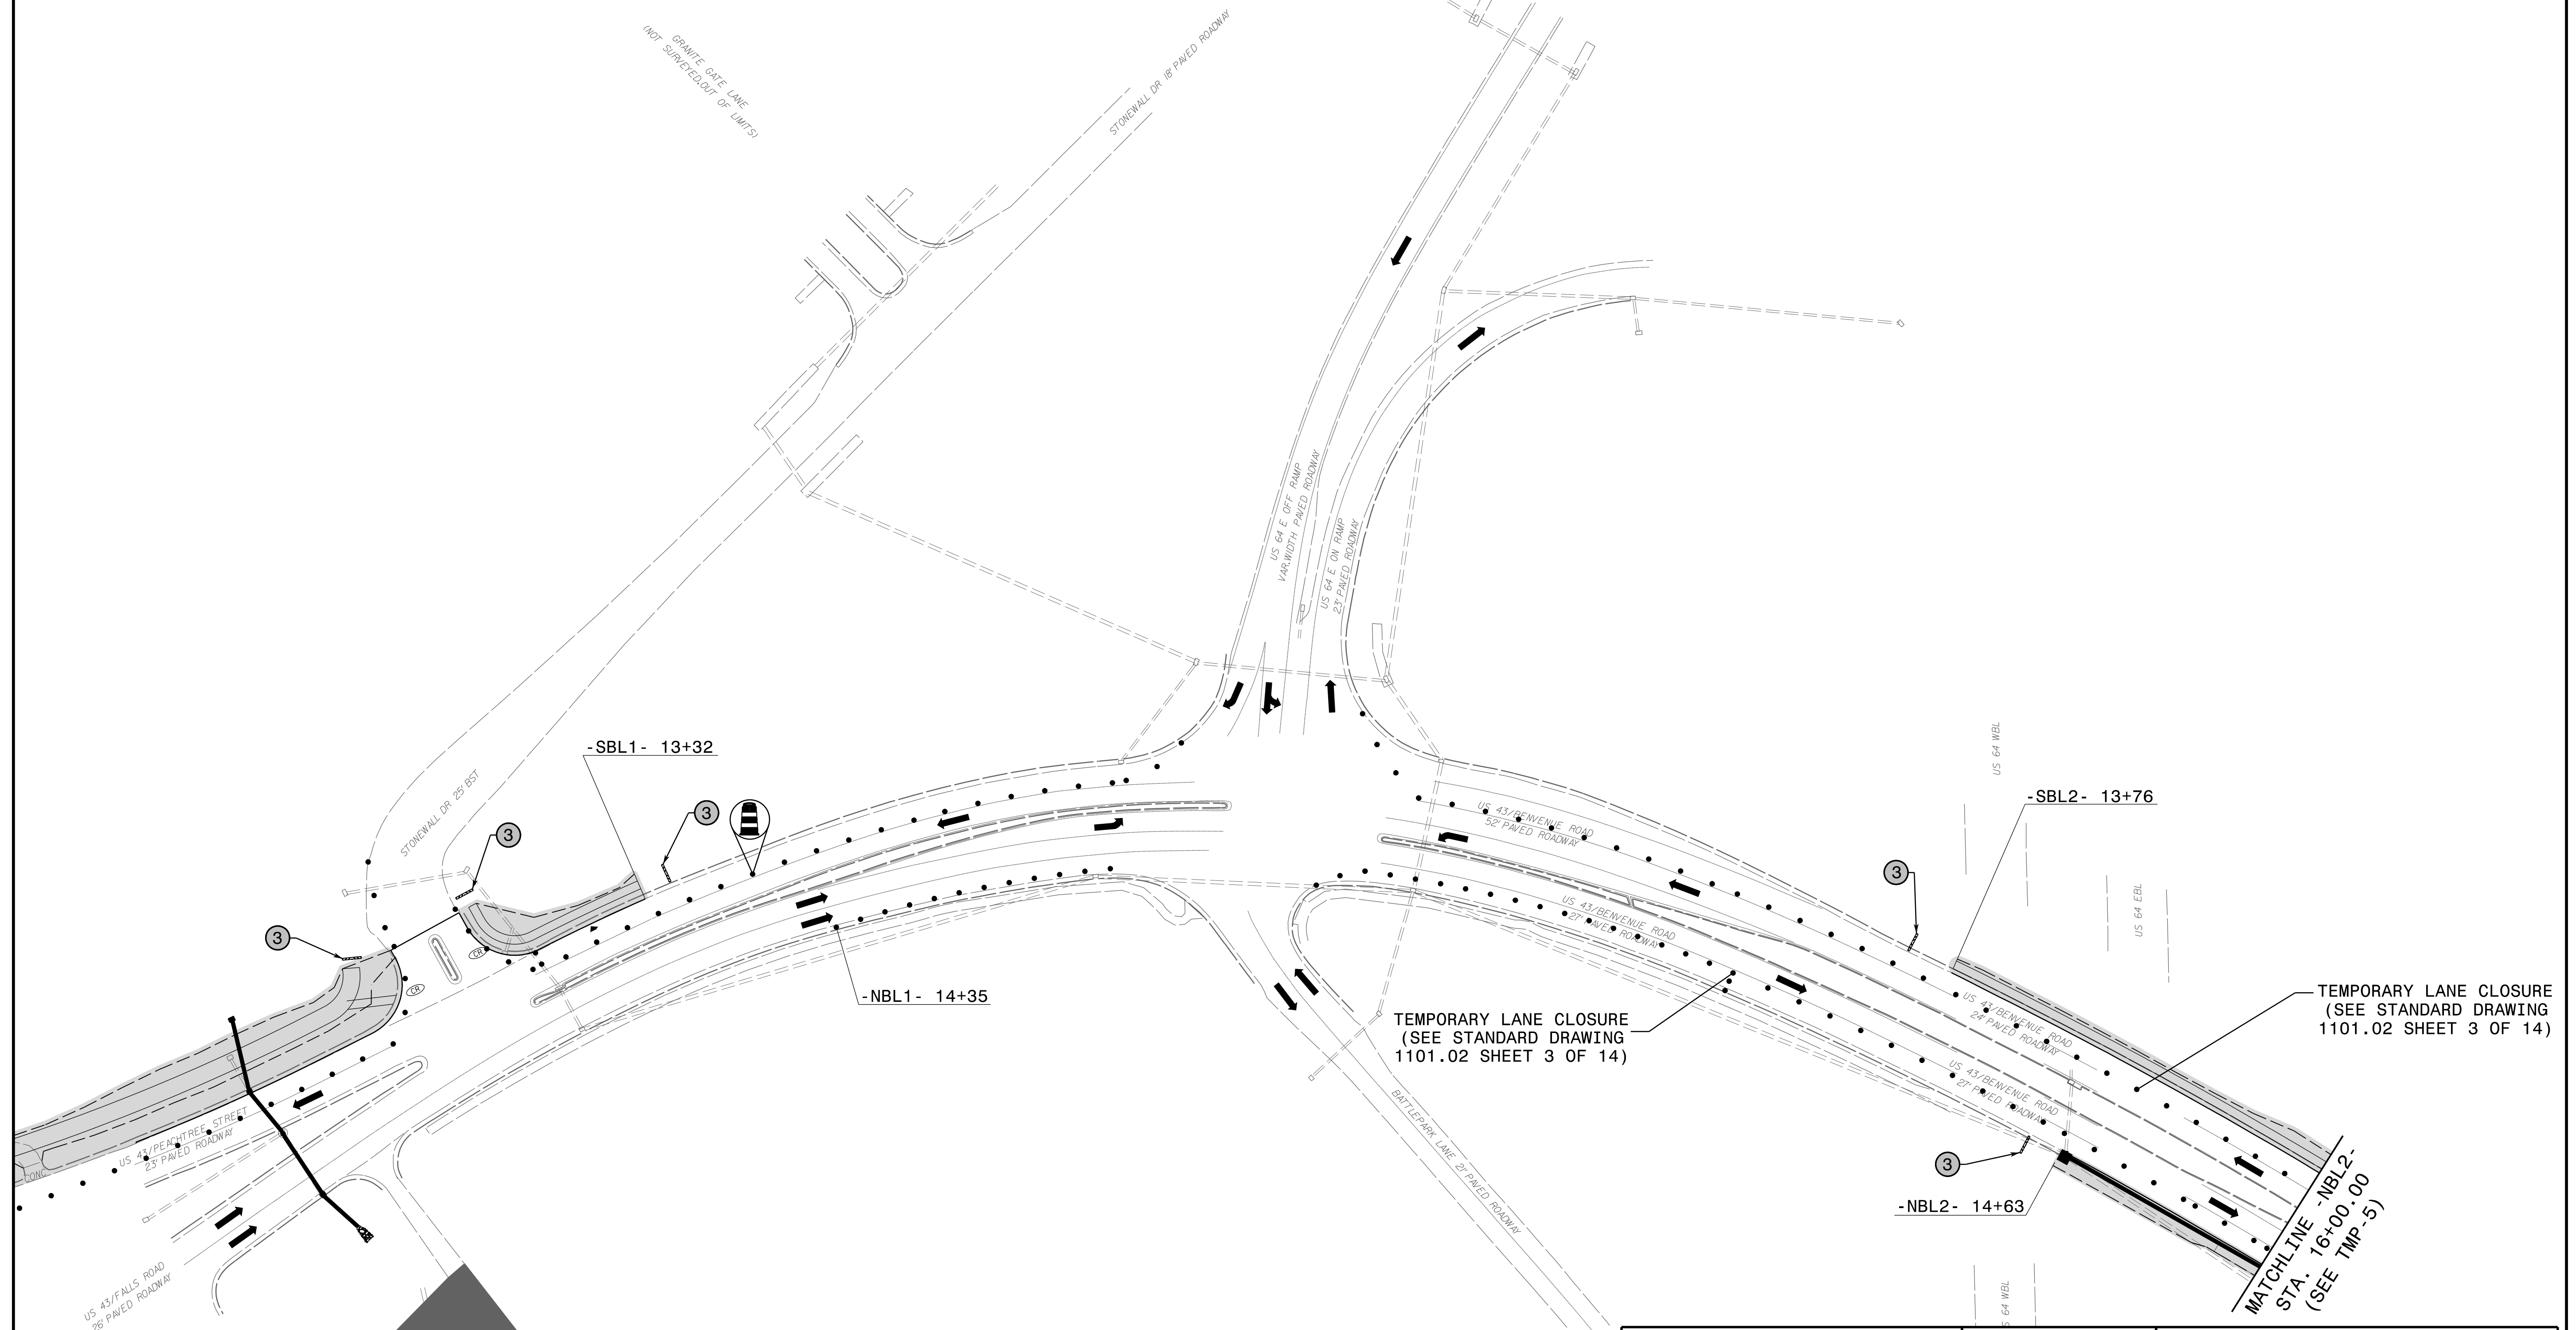 GRANITE GATE LANE
(NOT SURVEYED.OUT OF LIMITS)
STONEWALL DR 18' PAVED ROADWAY
US 64 E OFF RAMP
VAR.WIDTH PAVED ROADWAY
US 64 E ON RAMP
23' PAVED ROADWAY
STONEWALL DR 25' BST
-SBL1- 13+32
3
3
3
CR
CR
-NBL1- 14+35
US 43/BENVENUE ROAD
52' PAVED ROADWAY
US 43/BENVENUE ROAD
27' PAVED ROADWAY
US 64 WBL
US 64 EBL
-SBL2- 13+76
3
TEMPORARY LANE CLOSURE
(SEE STANDARD DRAWING
1101.02 SHEET 3 OF 14)
TEMPORARY LANE CLOSURE
(SEE STANDARD DRAWING
1101.02 SHEET 3 OF 14)
US 43/BENVENUE ROAD
24' PAVED ROADWAY
US 43/BENVENUE ROAD
27' PAVED ROADWAY
3
-NBL2- 14+63
US 43/PEACHTREE STREET
23' PAVED ROADWAY
CONC
BATTLEPARK LANE 21' PAVED ROADWAY
US 43/FALLS ROAD
26' PAVED ROADWAY
MATCHLINE -NBL2-
STA. 16+00.00
(SEE TMP-5)
64 WBL